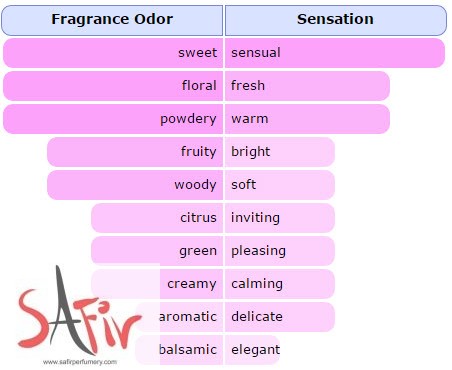 Fragrance Odor Sensation
sweet sensual
floral fresh
powdery warm
fruity bright
woody soft
citrus inviting
green pleasing
creamy calming
aromatic delicate
balsamic elegant
SAFir
www.safirperfumery.com